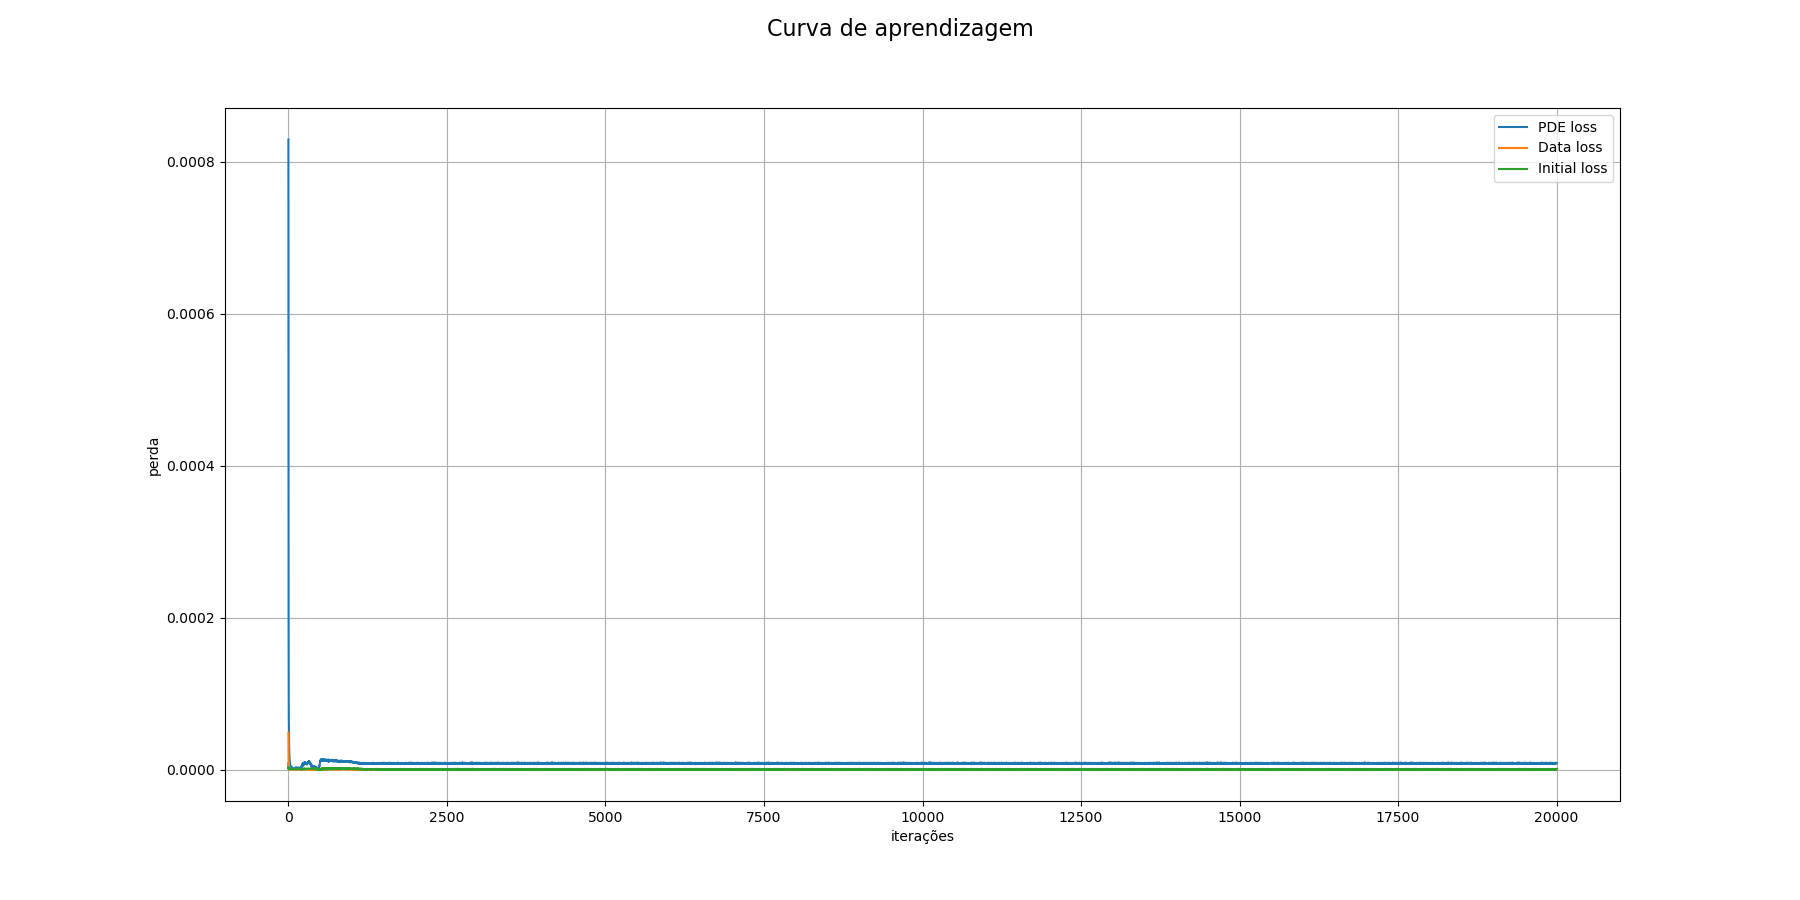 Curva de aprendizagem
PDE loss
Data loss
Initial loss
0.0008
0.0006
0.0004
0.0002
0.0000
perda
0 2500 5000 7500 10000 12500 15000 17500 20000
iterações